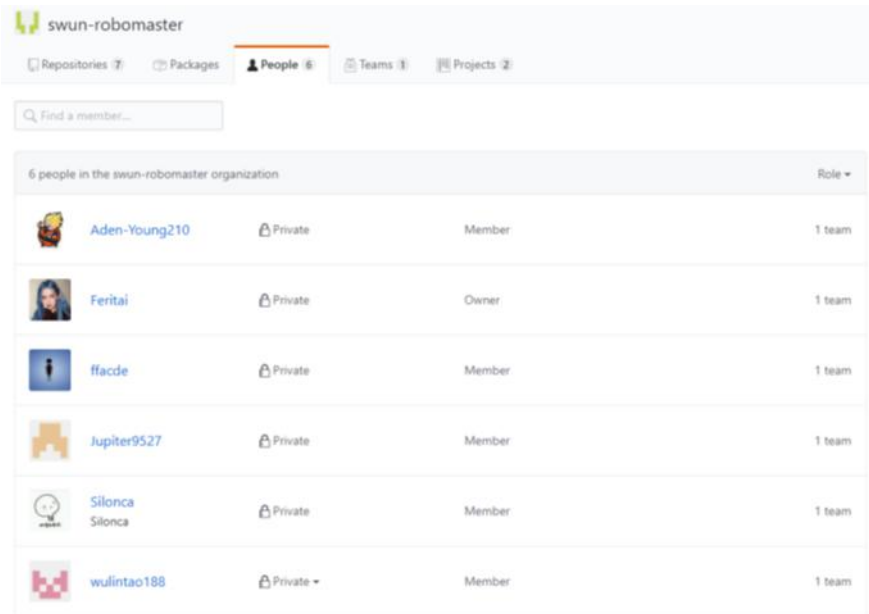 swun-robomaster
Repositories 7 Packages People 6 Teams 1 Projects 2
Find a member...
6 people in the swun-robomaster organization Role
Aden-Young210 Private Member 1 team
Feritai Private Owner 1 team
ffacde Private Member 1 team
Jupiter9527 Private Member 1 team
Silonca Private Member 1 team
Silonca
wulintao188 Private Member 1 team